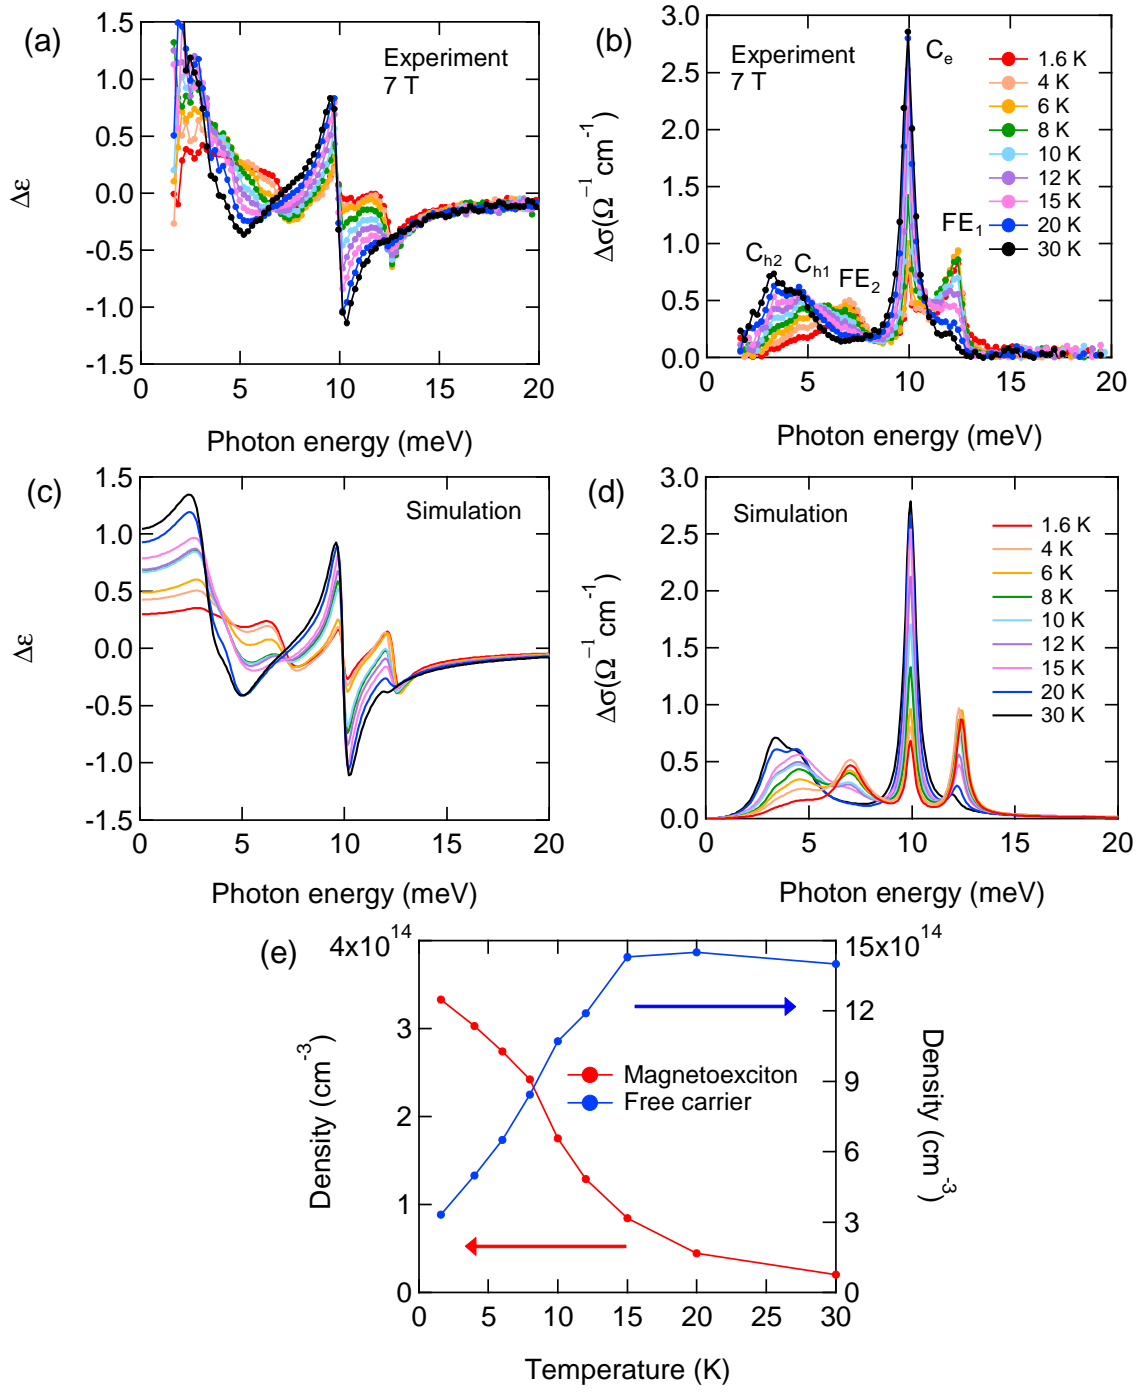 (a)
1.5
1.0
0.5
0.0
-0.5
-1.0
-1.5
Δε
Experiment
7 T
0
5
10
15
20
Photon energy (meV)
(b)
3.0
2.5
2.0
1.5
1.0
0.5
0.0
Δσ(Ω⁻¹cm⁻¹)
Experiment
7 T
Cₑ
1.6 K
4 K
6 K
8 K
10 K
12 K
15 K
20 K
30 K
C_h2
C_h1
FE₂
FE₁
0
5
10
15
20
Photon energy (meV)
(c)
1.5
1.0
0.5
0.0
-0.5
-1.0
-1.5
Δε
Simulation
0
5
10
15
20
Photon energy (meV)
(d)
3.0
2.5
2.0
1.5
1.0
0.5
0.0
Δσ(Ω⁻¹cm⁻¹)
Simulation
1.6 K
4 K
6 K
8 K
10 K
12 K
15 K
20 K
30 K
0
5
10
15
20
Photon energy (meV)
(e)
4x10¹⁴
3
2
1
0
Density (cm⁻³)
Magnetoexciton
Free carrier
15x10¹⁴
12
9
6
3
0
Density (cm⁻³)
0
5
10
15
20
25
30
Temperature (K)